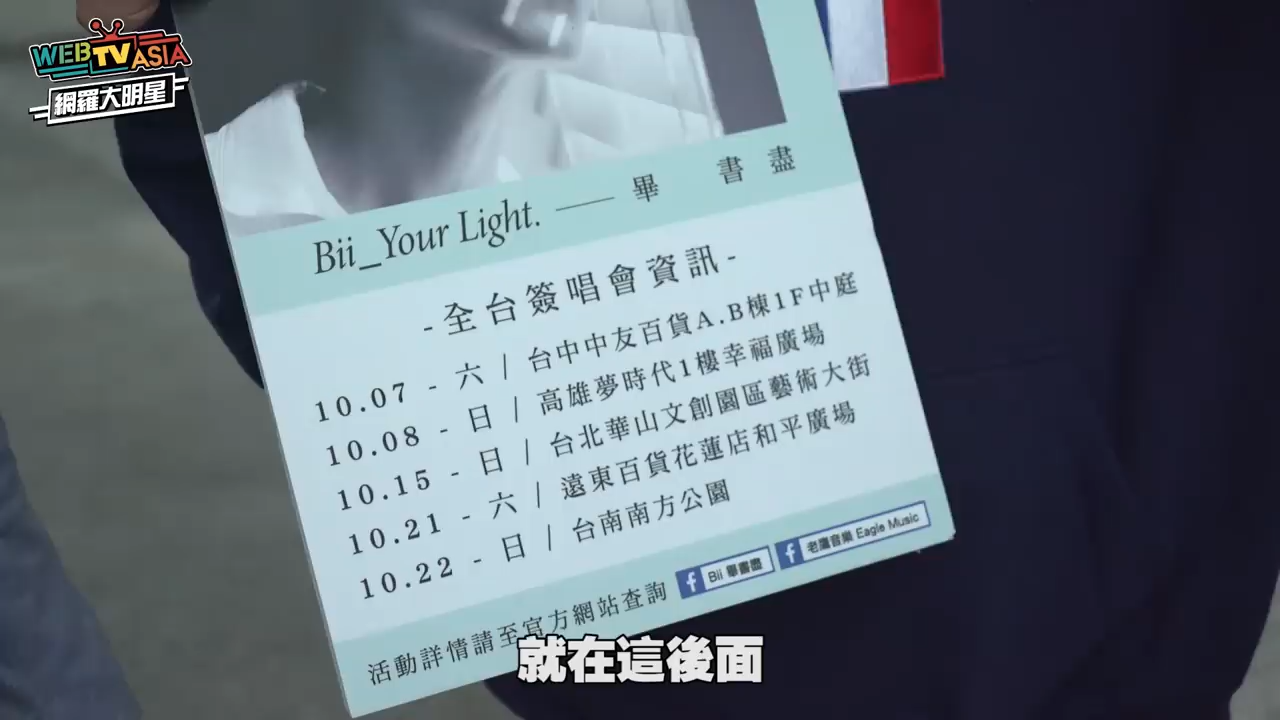 WEBTVASIA
網羅大明星
Bii_Your Light. —— 畢 書 盡
-全台簽唱會資訊-
10.07 - 六 / 台中中友百貨A.B棟1F中庭
10.08 - 日 / 高雄夢時代1樓幸福廣場
10.15 - 日 / 台北華山文創園區藝術大街
10.21 - 六 / 遠東百貨花蓮店和平廣場
10.22 - 日 / 台南南方公園
活動詳情請至官方網站查詢 f Bii 畢書盡 f 老鷹音樂 Eagle Music
就在這後面